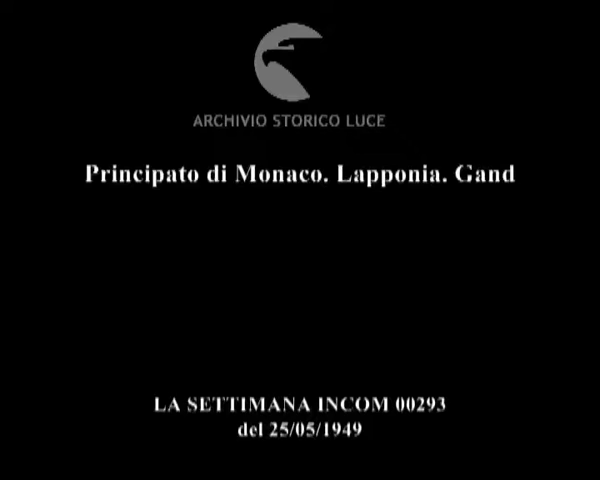 ARCHIVIO STORICO LUCE
Principato di Monaco. Lapponia. Gand
LA SETTIMANA INCOM 00293
del 25/05/1949